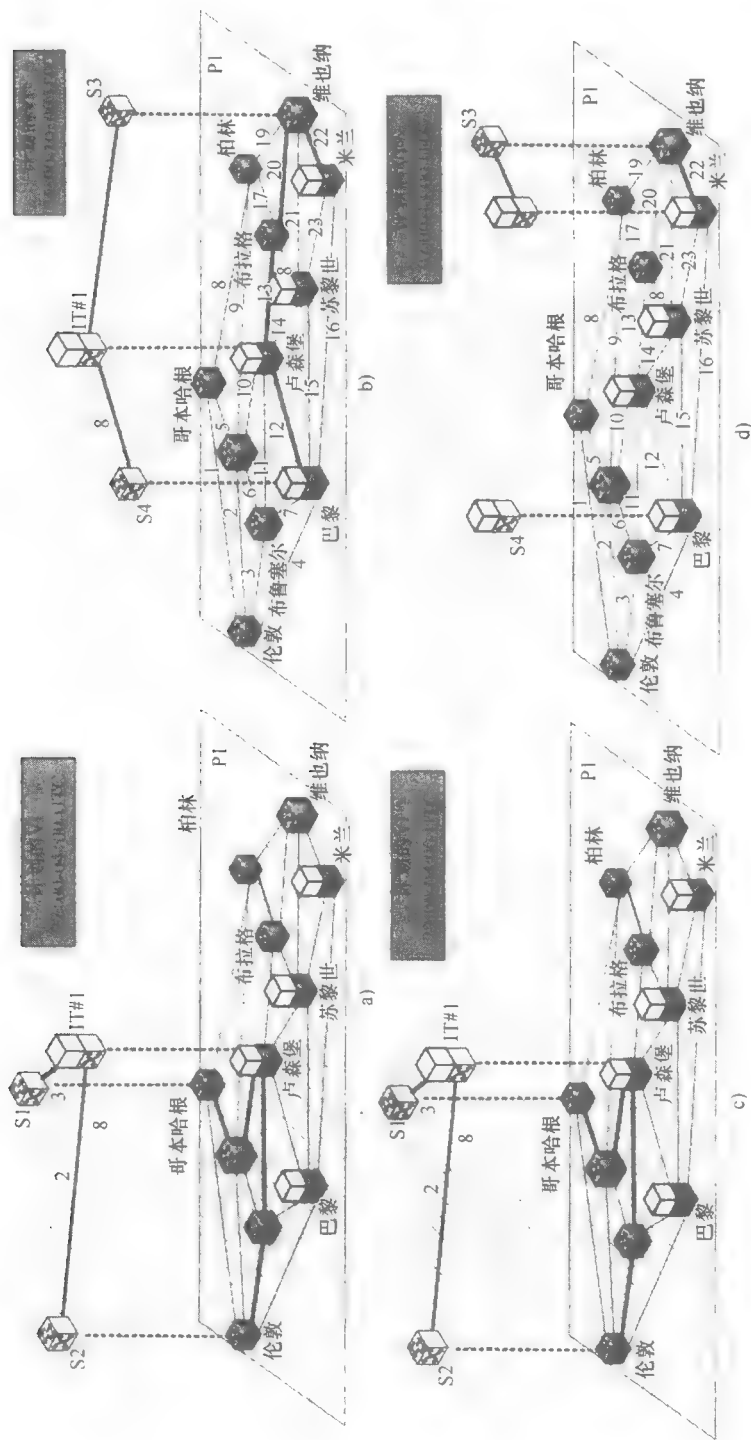 S1
S2
3
2
8
IT#1
柏林
P1
哥本哈根
布拉格
维也纳
卢森堡
苏黎世
米兰
伦敦
巴黎
a)
IT#1
S3
S4
8
P1
哥本哈根
柏林
8
19
17
20
9
布拉格
维也纳
1
5
10
13
21
22
2
6
11
14
8
23
米兰
3
12
卢森堡
苏黎世
7
15
16
伦敦
布鲁塞尔
4
巴黎
b)
S1
S2
3
2
8
IT#1
P1
哥本哈根
柏林
布拉格
维也纳
卢森堡
苏黎世
米兰
伦敦
巴黎
c)
S3
S4
P1
哥本哈根
柏林
8
19
17
20
9
布拉格
维也纳
1
5
10
13
21
22
2
6
11
14
8
23
米兰
3
12
卢森堡
苏黎世
7
15
16
伦敦
布鲁塞尔
4
巴黎
d)